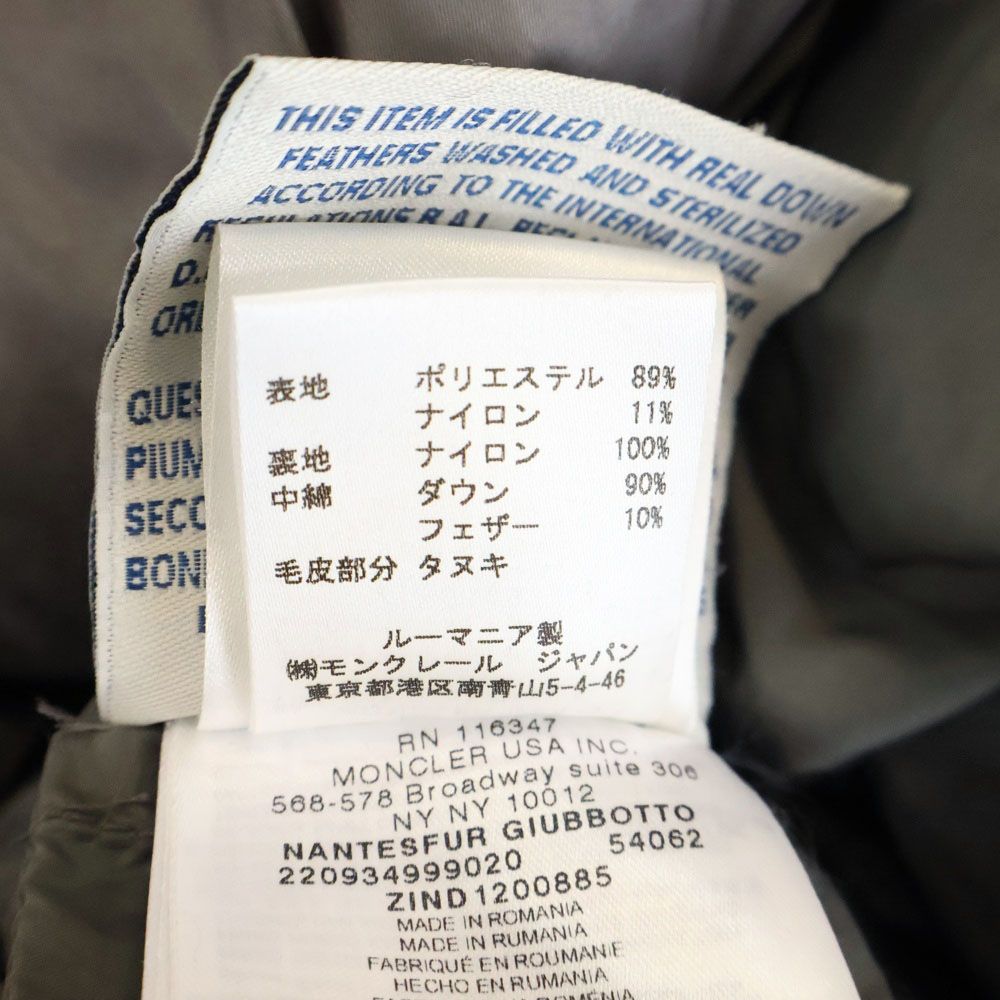 THIS ITEM IS FILLED WITH REAL DOWN
FEATHERS WASHED AND STERILIZED
ACCORDING TO THE INTERNATIONAL
REGULATIONS B.A.I.
表地 ポリエステル 89%
ナイロン 11%
裏地 ナイロン 100%
中綿 ダウン 90%
フェザー 10%
毛皮部分 タヌキ
ルーマニア製
㈱モンクレール ジャパン
東京都港区南青山5-4-46
RN 116347
MONCLER USA INC.
568-578 Broadway suite 306
NY NY 10012
NANTESFUR GIUBBOTTO
220934999020 54062
ZIND1200885
MADE IN ROMANIA
MADE IN RUMANIA
FABRIQUÉ EN ROUMANIE
HECHO EN RUMANIA